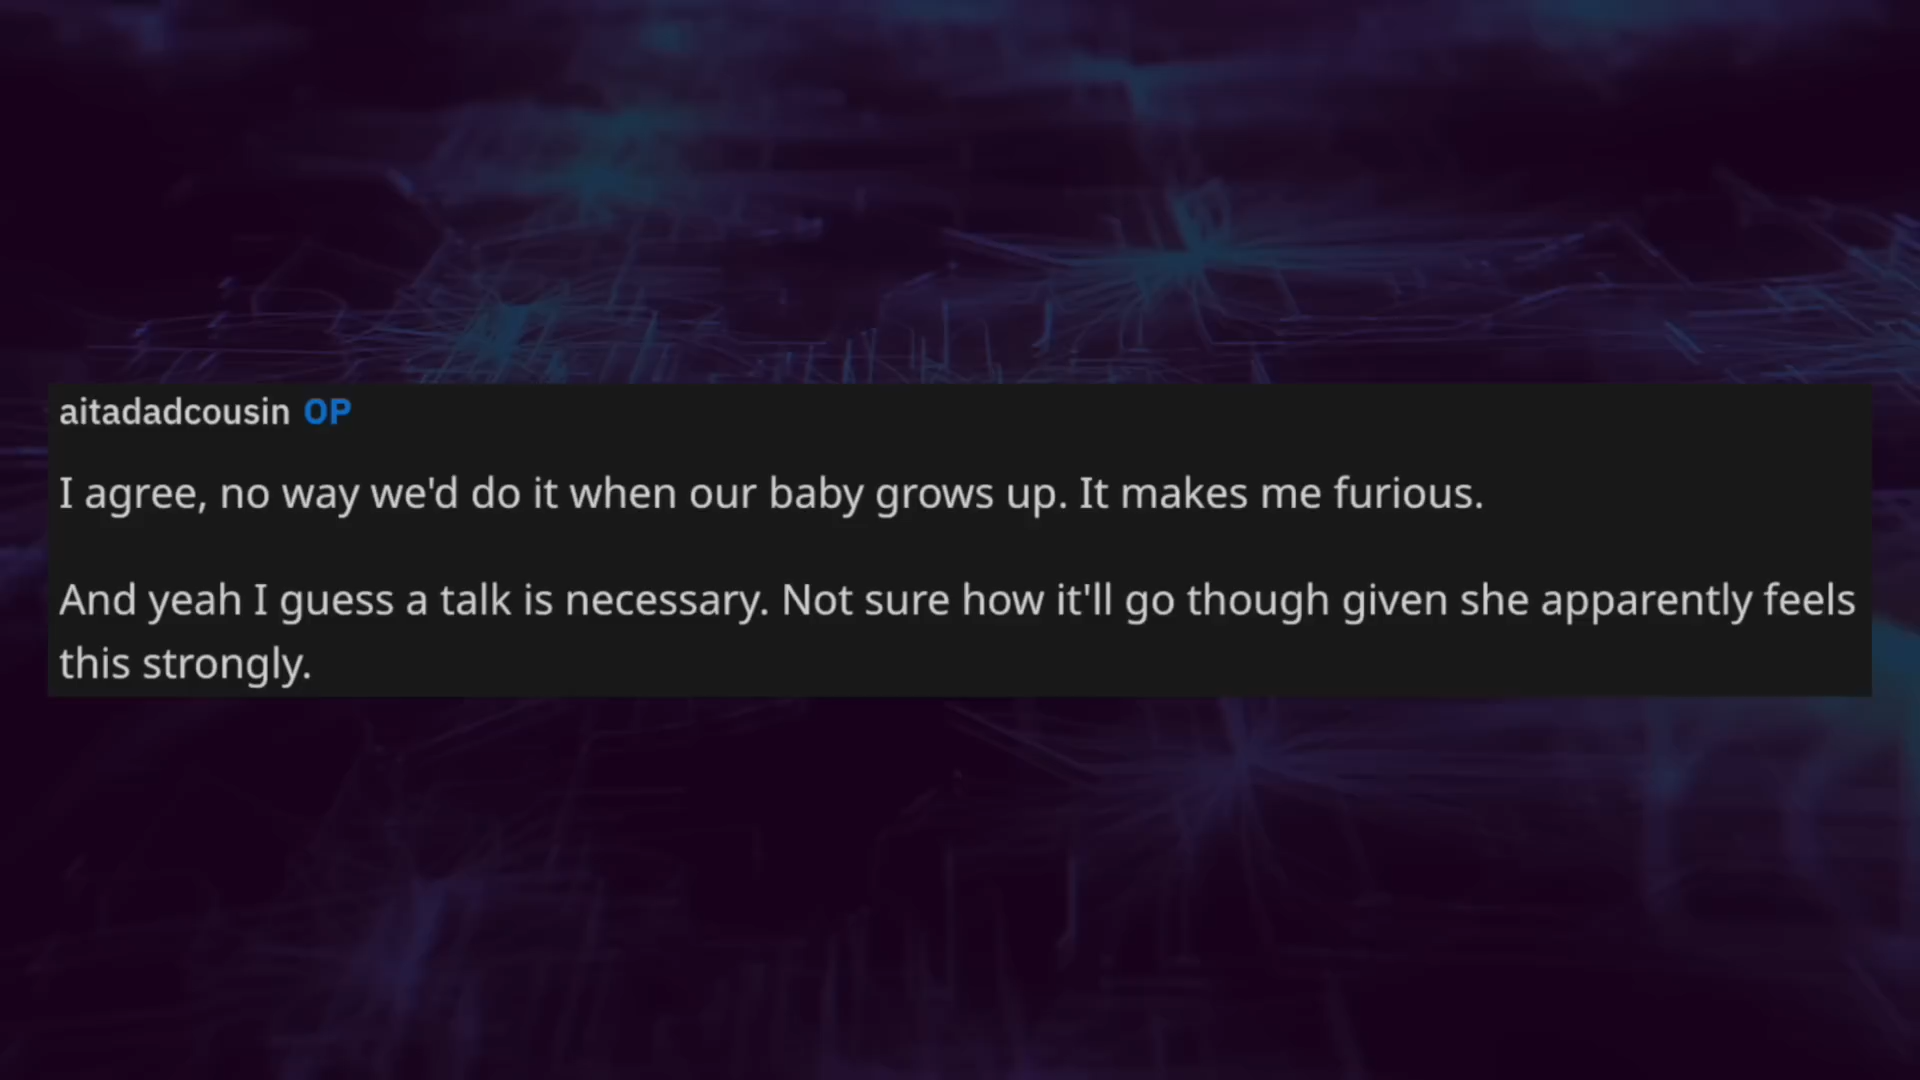 aitadadcousin OP
I agree, no way we'd do it when our baby grows up. It makes me furious.
And yeah I guess a talk is necessary. Not sure how it'll go though given she apparently feels
this strongly.